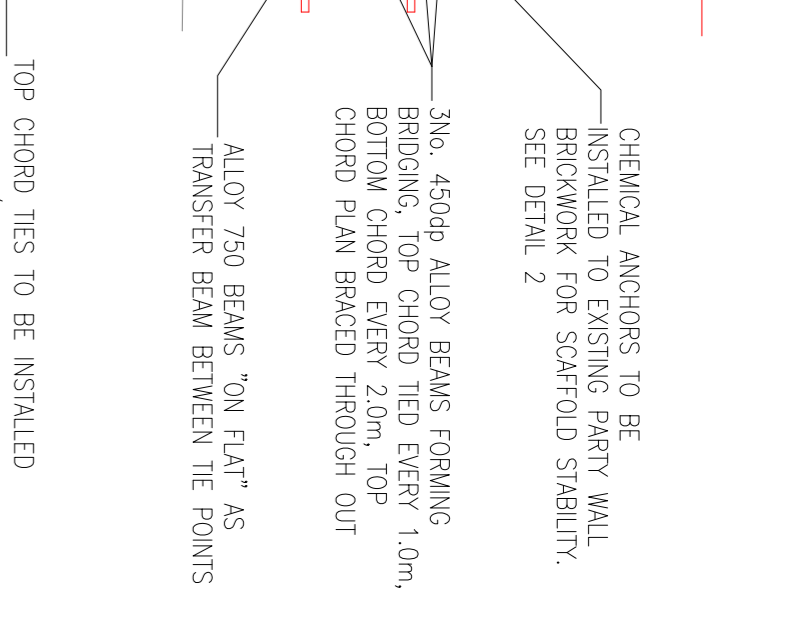 CHEMICAL ANCHORS TO BE
INSTALLED TO EXISTING PARTY WALL
BRICKWORK FOR SCAFFOLD STABILITY.
SEE DETAIL 2
3No. 450dp ALLOY BEAMS FORMING
BRIDGING, TOP CHORD TIED EVERY 1.0m,
BOTTOM CHORD EVERY 2.0m, TOP
CHORD PLAN BRACED THROUGH OUT
ALLOY 750 BEAMS "ON FLAT" AS
TRANSFER BEAM BETWEEN TIE POINTS
TOP CHORD TIES TO BE INSTALLED